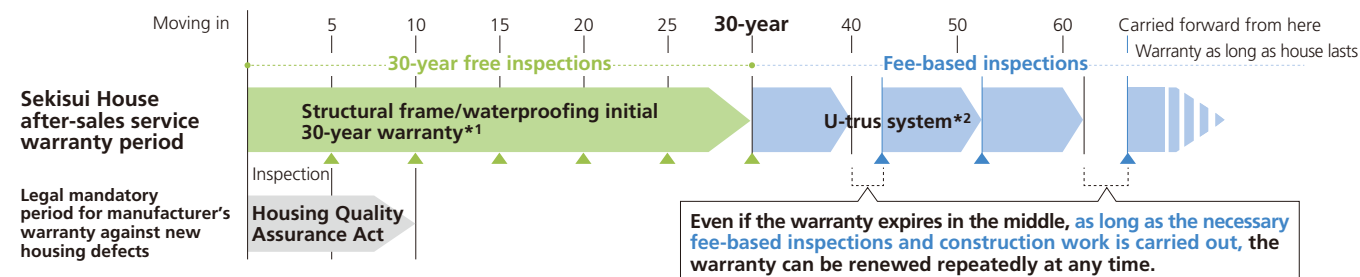 Moving in
5
10
15
20
25
30-year
40
50
60
Carried forward from here
Warranty as long as house lasts
30-year free inspections
Fee-based inspections
Sekisui House
after-sales service
warranty period
Structural frame/waterproofing initial
30-year warranty*1
U-trus system*2
Inspection
Legal mandatory
period for manufacturer's
warranty against new
housing defects
Housing Quality
Assurance Act
Even if the warranty expires in the middle, as long as the necessary
fee-based inspections and construction work is carried out, the
warranty can be renewed repeatedly at any time.